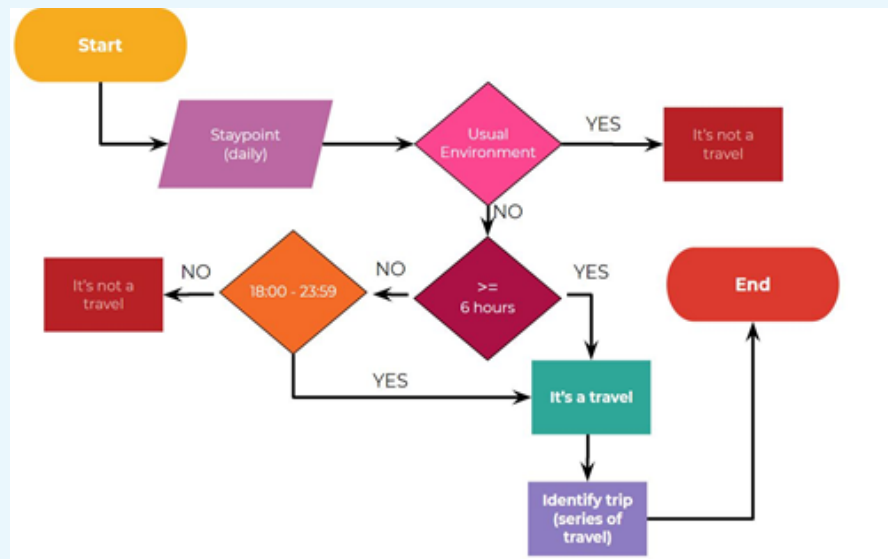 Start
Staypoint
(daily)
Usual
Environment
YES
It's not a
travel
NO
>=
6 hours
NO
YES
18:00 - 23:59
NO
It's not a
travel
End
YES
It's a travel
Identify trip
(series of
travel)